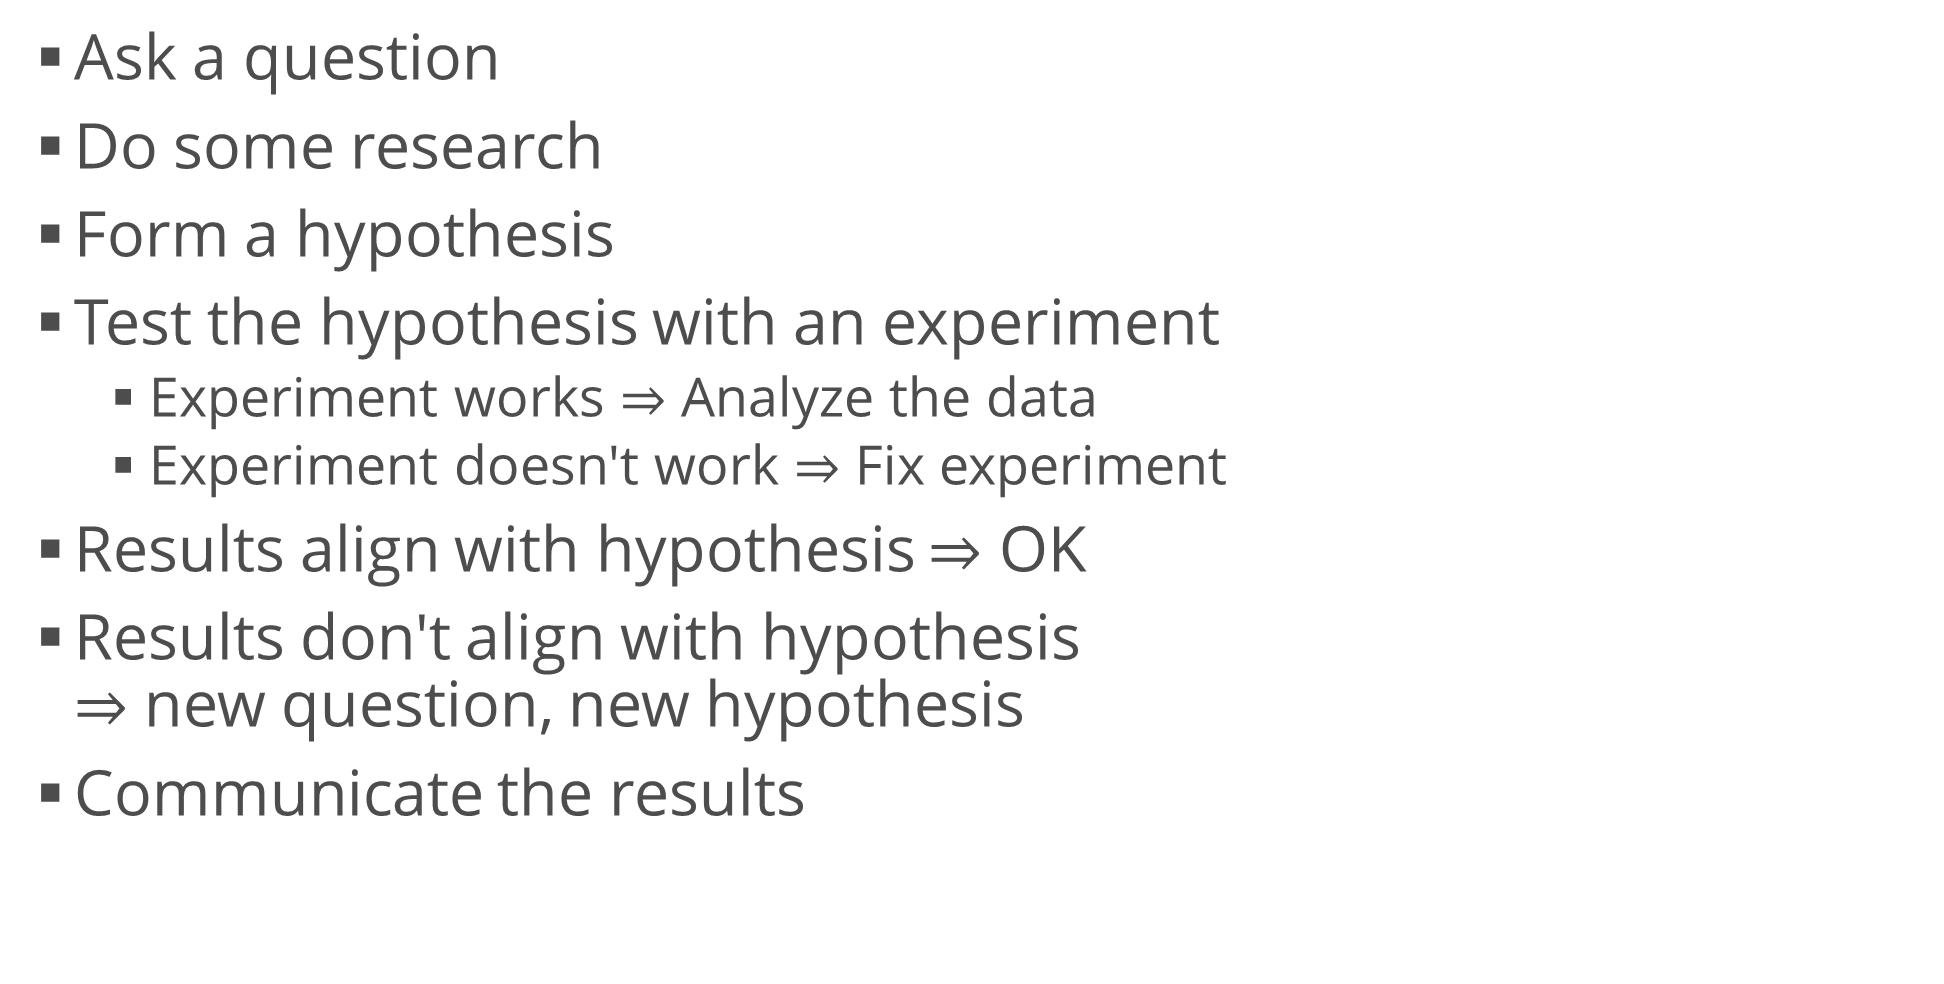 ▪ Ask a question
▪ Do some research
▪ Form a hypothesis
▪ Test the hypothesis with an experiment
▪ Experiment works ⇒ Analyze the data
▪ Experiment doesn't work ⇒ Fix experiment
▪ Results align with hypothesis ⇒ OK
▪ Results don't align with hypothesis
⇒ new question, new hypothesis
▪ Communicate the results